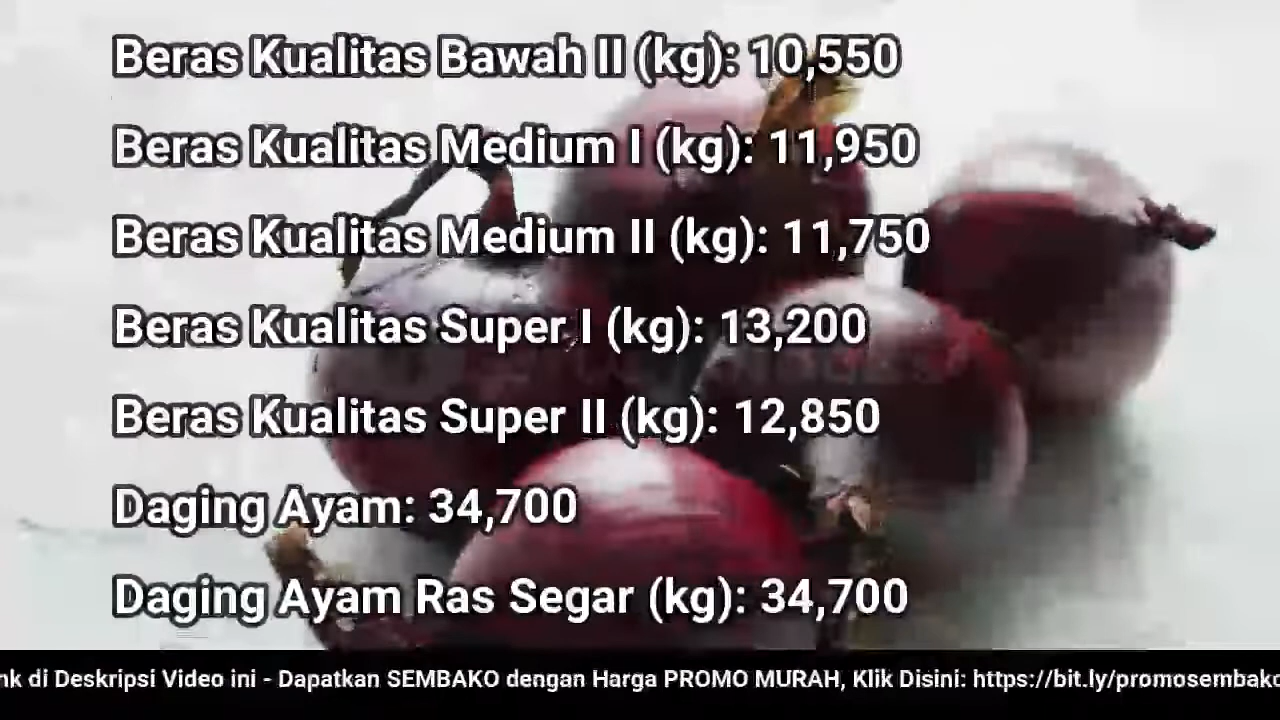 Beras Kualitas Bawah II (kg): 10,550
Beras Kualitas Medium I (kg): 11,950
Beras Kualitas Medium II (kg): 11,750
Beras Kualitas Super I (kg): 13,200
Beras Kualitas Super II (kg): 12,850
Daging Ayam: 34,700
Daging Ayam Ras Segar (kg): 34,700
nk di Deskripsi Video ini - Dapatkan SEMBAKO dengan Harga PROMO MURAH, Klik Disini: https://bit.ly/promosembako